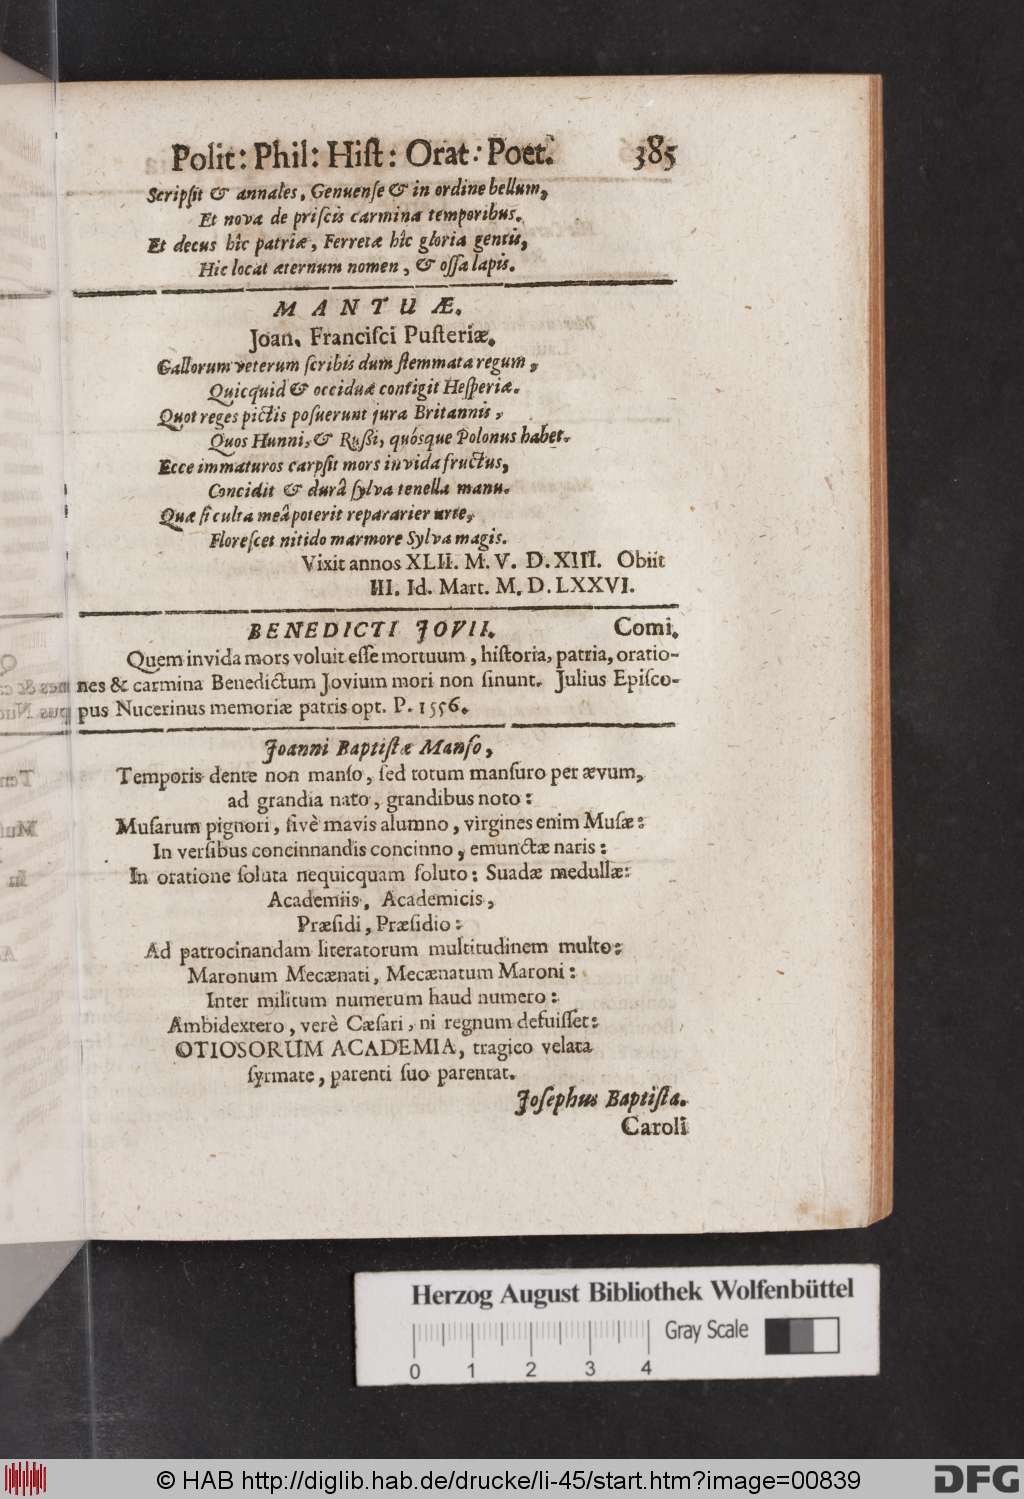 Polit: Phil: Hiſt: Orat: Poet. 385
Scripſit & annales, Genuenſe & in ordine bellum,
Et nova de priſcis carmina temporibus.
Et decus hîc patriæ, Ferretæ hîc gloria gentis,
Hic locat æternum nomen, & oſſa lapis.
MANTUÆ.
Joan. Franciſci Puſteriæ.
Gallorum veterum ſcribis dum ſtemmata regum,
Quicquid & occiduæ contigit Heſperiæ.
Quot reges pictis poſuerunt jura Britannis,
Quos Hunni, & Rußi, quósque Polonus habet.
Ecce immaturos carpſit mors invida fructus,
Concidit & durâ ſylva tenella manu.
Quæ ſi culta meâ poterit repararier arte,
Floreſcet nitido marmore Sylva magis.
Vixit annos XLII. M. V. D. XIII. Obiit
III. Id. Mart. M. D. LXXVI.
BENEDICTI JOVII. Comi.
Quem invida mors voluit eſſe mortuum, hiſtoria, patria, oratio-
nes & carmina Benedictum Jovium mori non ſinunt. Julius Epiſco-
pus Nucerinus memoriæ patris opt. P. 1556.
Joanni Baptiſtæ Manſo,
Temporis dente non manſo, ſed totum manſuro per ævum,
ad grandia nato, grandibus noto:
Muſarum pignori, ſivè mavis alumno, virgines enim Muſæ:
In verſibus concinnandis concinno, emunctæ naris:
In oratione ſoluta nequicquam ſoluto: Suadæ medullæ:
Academiis, Academicis,
Præſidi, Præſidio:
Ad patrocinandam literatorum multitudinem multo:
Maronum Mecænati, Mecænatum Maroni:
Inter militum numerum haud numero:
Ambidextero, verè Cæſari, ni regnum defuiſſet:
OTIOSORUM ACADEMIA, tragico velata
ſyrmate, parenti ſuo parentat.
Joſephus Baptiſta.
Caroli
Herzog August Bibliothek Wolfenbüttel
Gray Scale
0 1 2 3 4
© HAB http://diglib.hab.de/drucke/li-45/start.htm?image=00839
DFG